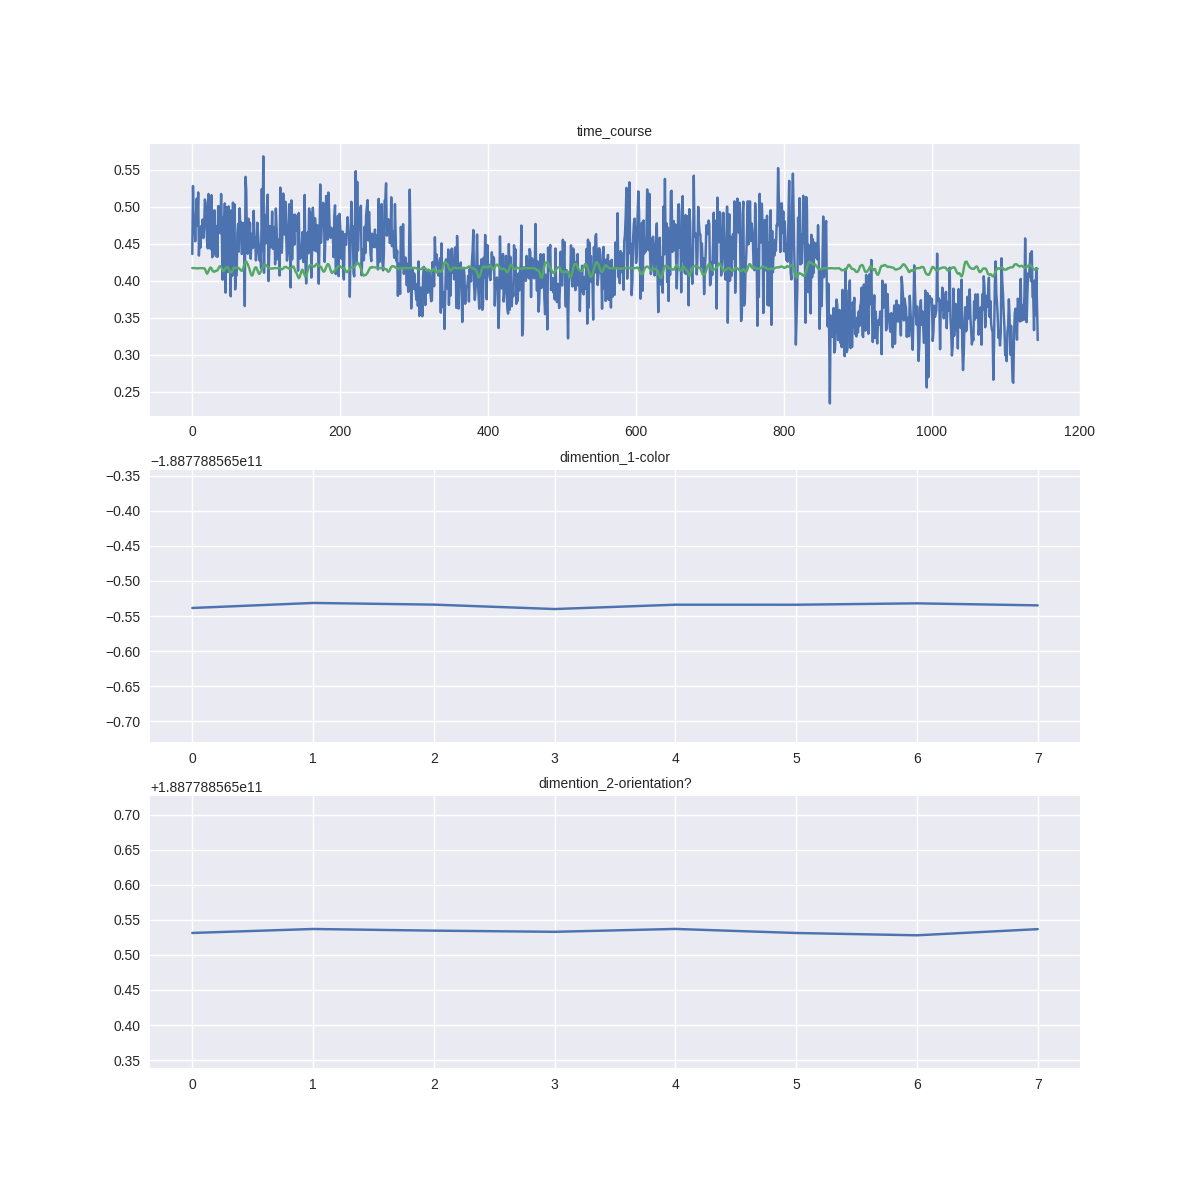 time_course
0.55
0.50
0.45
0.40
0.35
0.30
0.25
0 200 400 600 800 1000 1200
−1.887788565e11
dimention_1-color
−0.35
−0.40
−0.45
−0.50
−0.55
−0.60
−0.65
−0.70
0 1 2 3 4 5 6 7
+1.887788565e11
dimention_2-orientation?
0.70
0.65
0.60
0.55
0.50
0.45
0.40
0.35
0 1 2 3 4 5 6 7